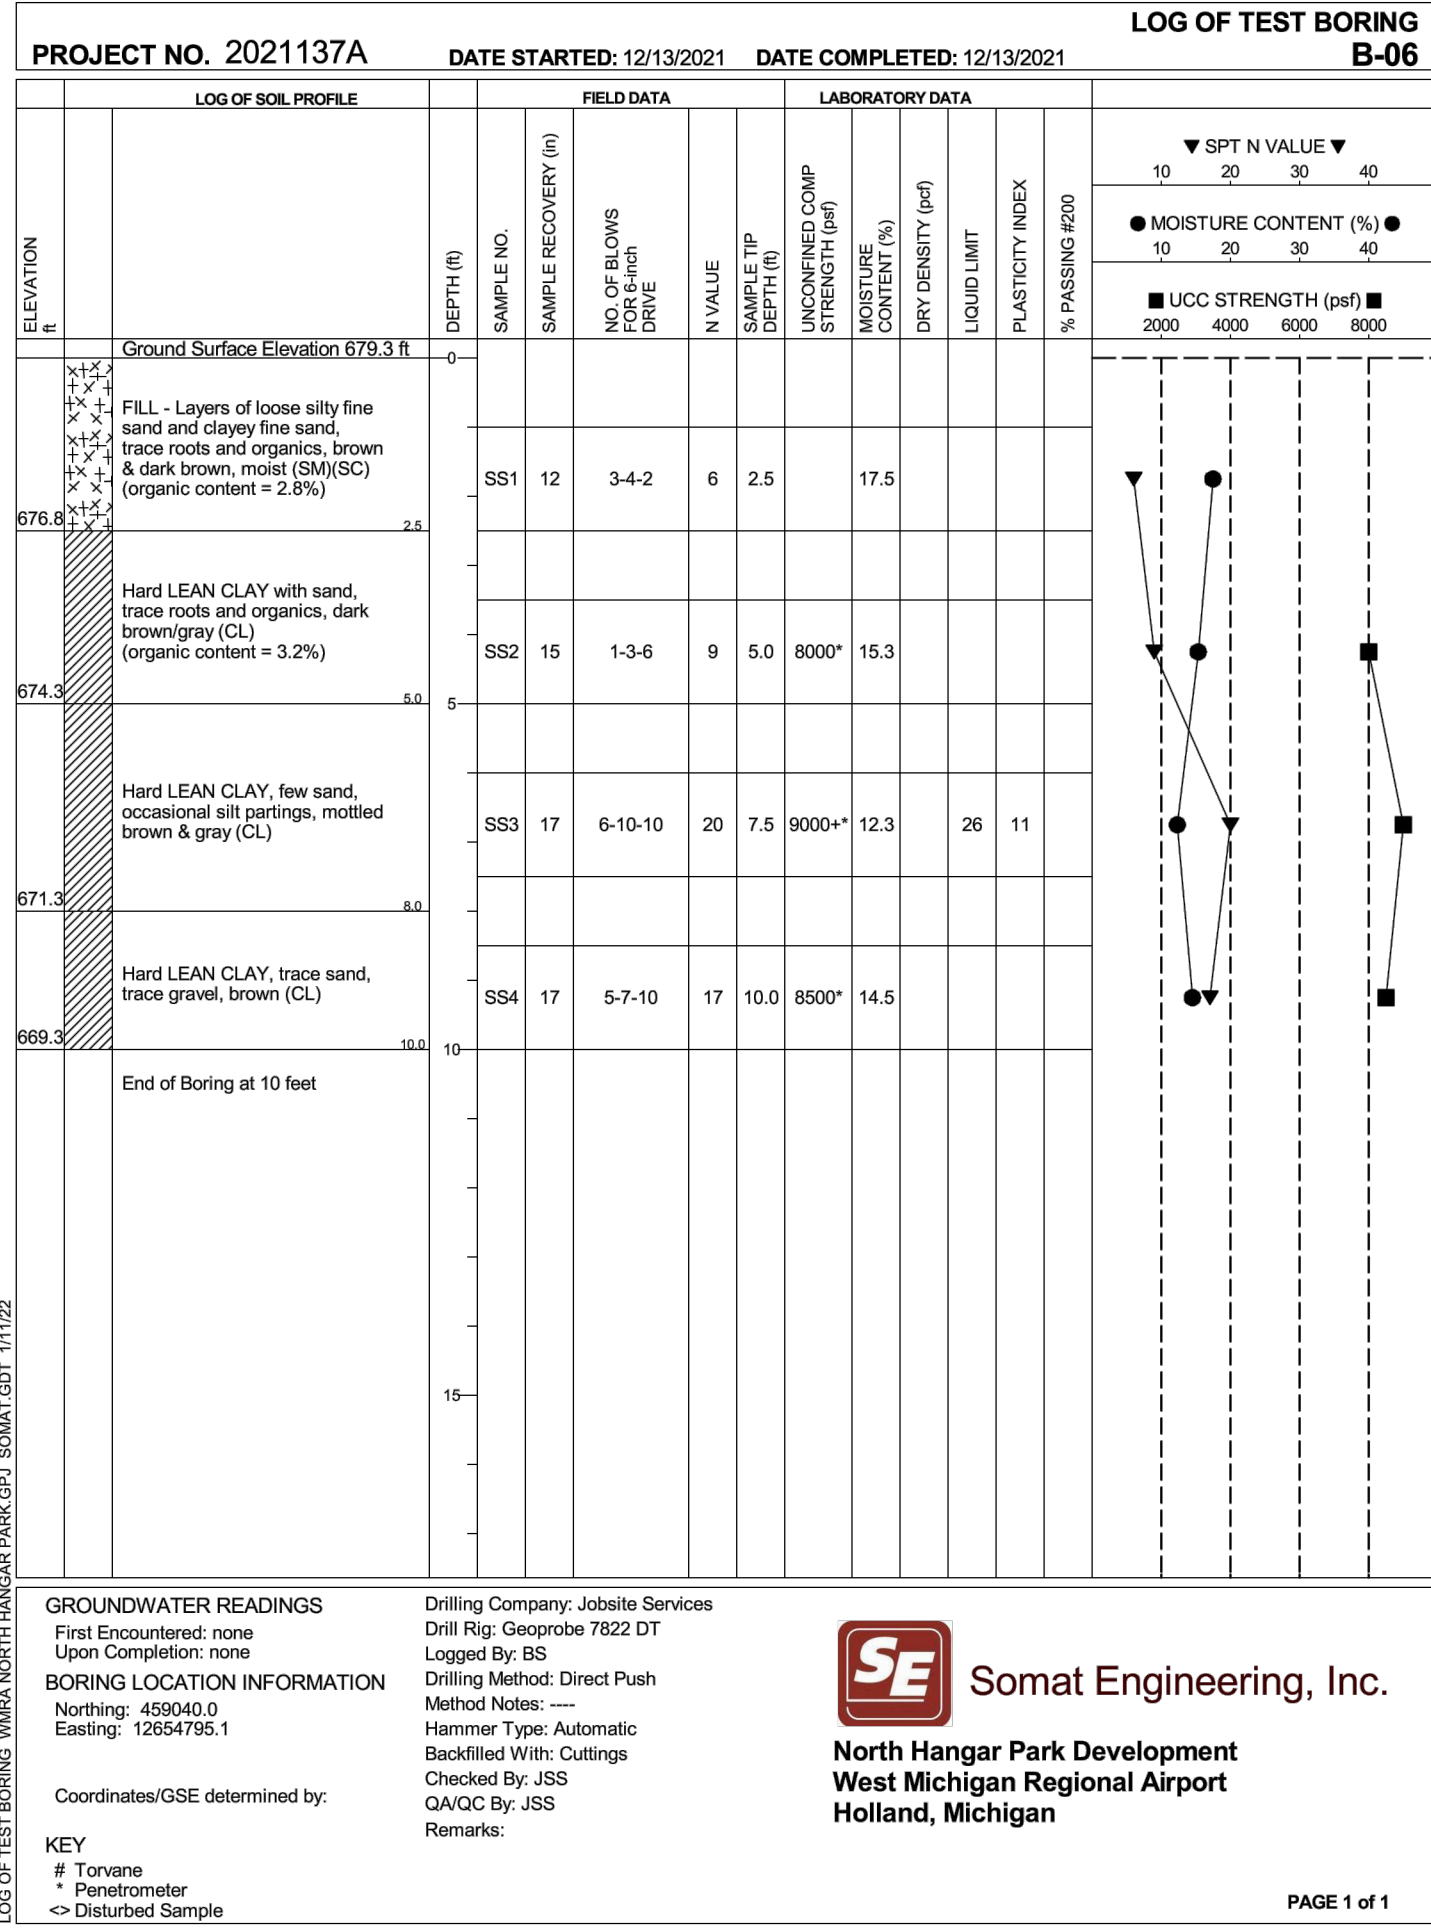 LOG OF TEST BORING
PROJECT NO. 2021137A DATE STARTED: 12/13/2021 DATE COMPLETED: 12/13/2021 B-06
LOG OF SOIL PROFILE FIELD DATA LABORATORY DATA
ELEVATION
ft
DEPTH (ft)
SAMPLE NO.
SAMPLE RECOVERY (in)
NO. OF BLOWS
FOR 6-inch
DRIVE
N VALUE
SAMPLE TIP
DEPTH (ft)
UNCONFINED COMP
STRENGTH (psf)
MOISTURE
CONTENT (%)
DRY DENSITY (pcf)
LIQUID LIMIT
PLASTICITY INDEX
% PASSING #200
▼ SPT N VALUE ▼
10 20 30 40
● MOISTURE CONTENT (%) ●
10 20 30 40
■ UCC STRENGTH (psf) ■
2000 4000 6000 8000
Ground Surface Elevation 679.3 ft
0
FILL - Layers of loose silty fine
sand and clayey fine sand,
trace roots and organics, brown
& dark brown, moist (SM)(SC)
(organic content = 2.8%)
SS1 12 3-4-2 6 2.5 17.5
676.8 2.5
Hard LEAN CLAY with sand,
trace roots and organics, dark
brown/gray (CL)
(organic content = 3.2%)
SS2 15 1-3-6 9 5.0 8000* 15.3
674.3 5.0 5
Hard LEAN CLAY, few sand,
occasional silt partings, mottled
brown & gray (CL)
SS3 17 6-10-10 20 7.5 9000+* 12.3 26 11
671.3 8.0
Hard LEAN CLAY, trace sand,
trace gravel, brown (CL)
SS4 17 5-7-10 17 10.0 8500* 14.5
669.3 10.0 10
End of Boring at 10 feet
15
LOG OF TEST BORING WMRA NORTH HANGAR PARK.GPJ SOMAT.GDT 1/11/22
GROUNDWATER READINGS
First Encountered: none
Upon Completion: none
BORING LOCATION INFORMATION
Northing: 459040.0
Easting: 12654795.1
Coordinates/GSE determined by:
KEY
# Torvane
* Penetrometer
<> Disturbed Sample
Drilling Company: Jobsite Services
Drill Rig: Geoprobe 7822 DT
Logged By: BS
Drilling Method: Direct Push
Method Notes: ----
Hammer Type: Automatic
Backfilled With: Cuttings
Checked By: JSS
QA/QC By: JSS
Remarks:
SE
Somat Engineering, Inc.
North Hangar Park Development
West Michigan Regional Airport
Holland, Michigan
PAGE 1 of 1